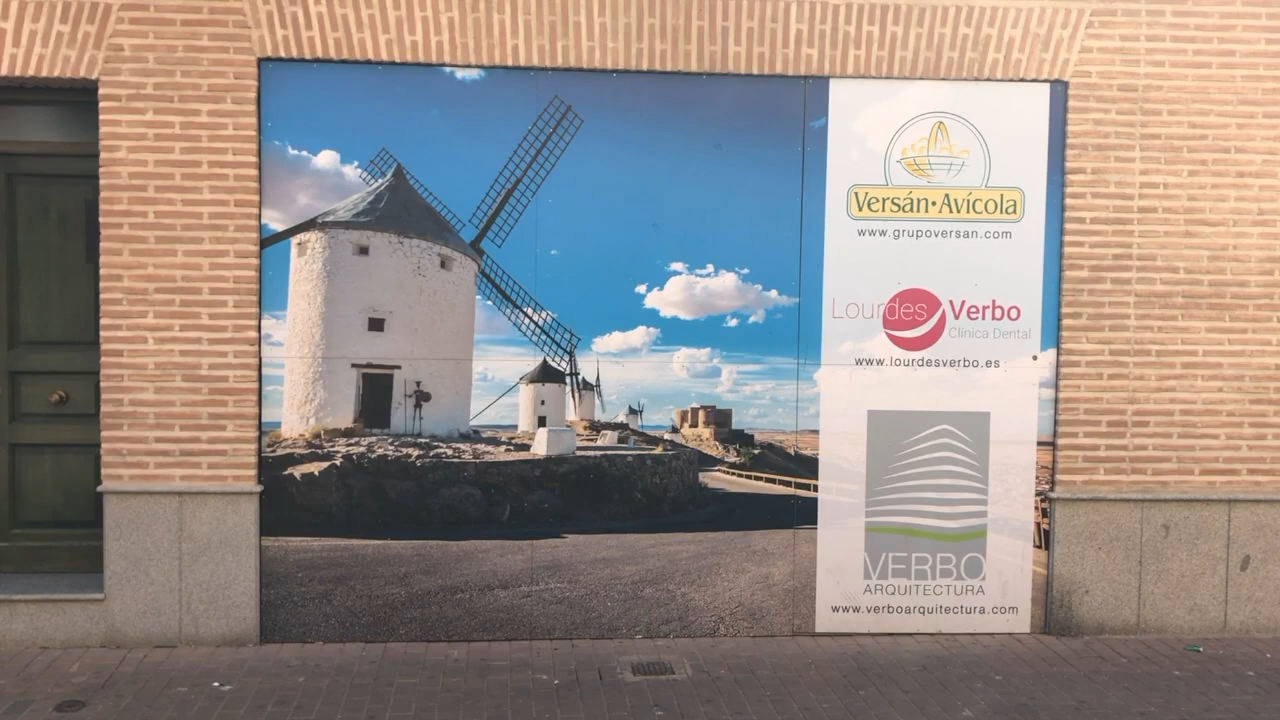 Versán·Avícola
www.grupoversan.com
Lourdes Verbo
Clínica Dental
www.lourdesverbo.es
VERBO
ARQUITECTURA
www.verboarquitectura.com